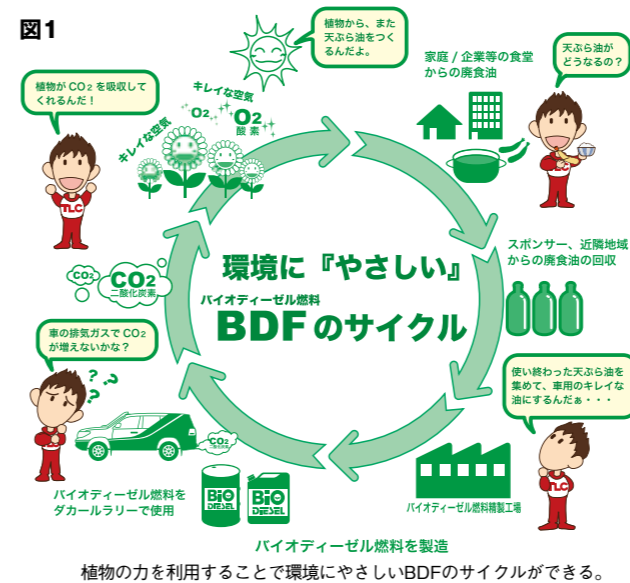 図1
植物から、また
天ぷら油をつく
るんだよ。
家庭 / 企業等の食堂
からの廃食油
天ぷら油が
どうなるの？
植物が CO2 を吸収して
くれるんだ！
キレイな空気
キレイな空気
O2
O2
酸素
TLC
TLC
スポンサー、近隣地域
からの廃食油の回収
環境に『やさしい』
バイオディーゼル燃料
BDFのサイクル
CO2
CO2
二酸化炭素
車の排気ガスで CO2
が増えないかな？
使い終わった天ぷら油を
集めて、車用のキレイな
油にするんだぁ・・・
? ? ?
CO2
TLC
TLC
BiO
DIESEL
BiO
DIESEL
バイオディーゼル燃料を
ダカールラリーで使用
バイオディーゼル燃料精製工場
バイオディーゼル燃料を製造
植物の力を利用することで環境にやさしいBDFのサイクルができる。